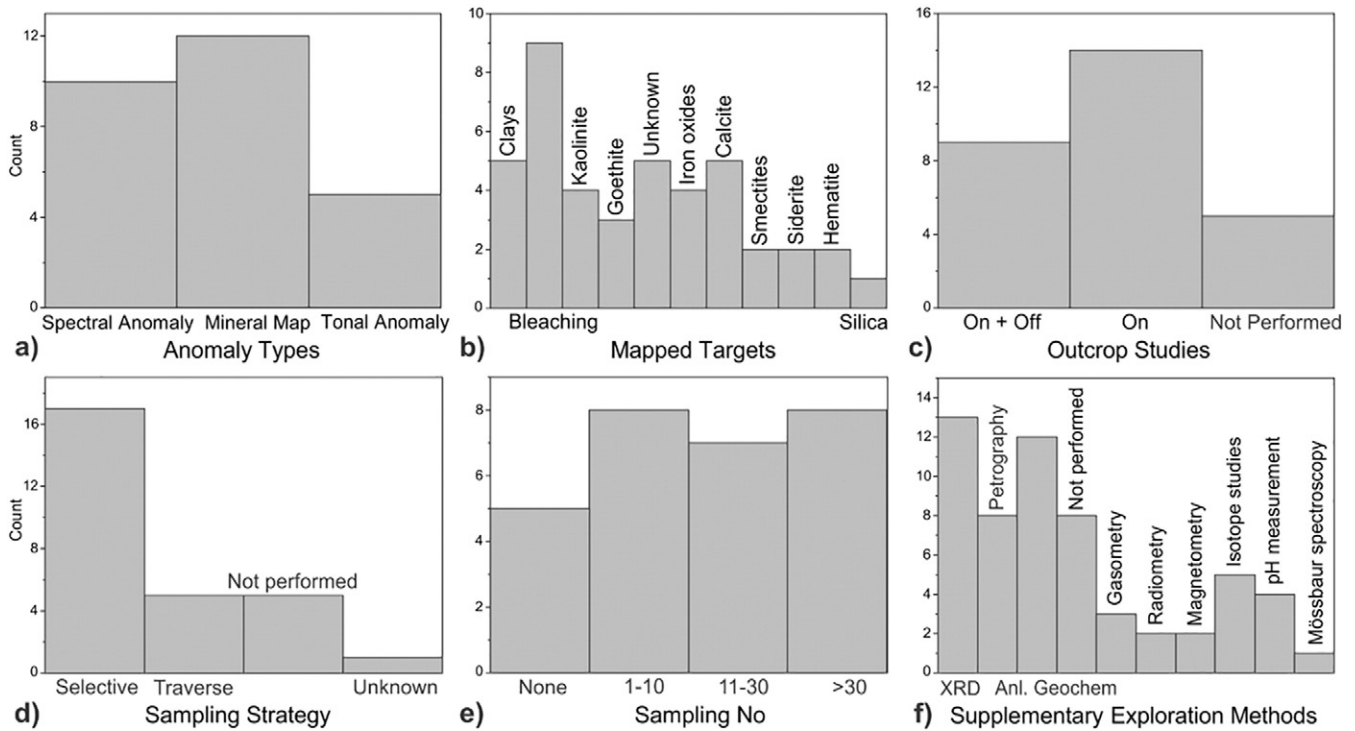 12
8
4
0
Count
Spectral Anomaly
Mineral Map
Tonal Anomaly
a)
Anomaly Types
10
8
6
4
2
0
Clays
Kaolinite
Goethite
Unknown
Iron oxides
Calcite
Smectites
Siderite
Hematite
Bleaching
Silica
b)
Mapped Targets
16
12
8
4
0
On + Off
On
Not Performed
c)
Outcrop Studies
16
12
8
4
0
Count
Not performed
Selective
Traverse
Unknown
d)
Sampling Strategy
8
6
4
2
0
None
1-10
11-30
>30
e)
Sampling No
14
12
10
8
6
4
2
0
Petrography
Not performed
Gasometry
Radiometry
Magnetometry
Isotope studies
pH measurement
Mössbaur spectroscopy
XRD
Anl. Geochem
f)
Supplementary Exploration Methods